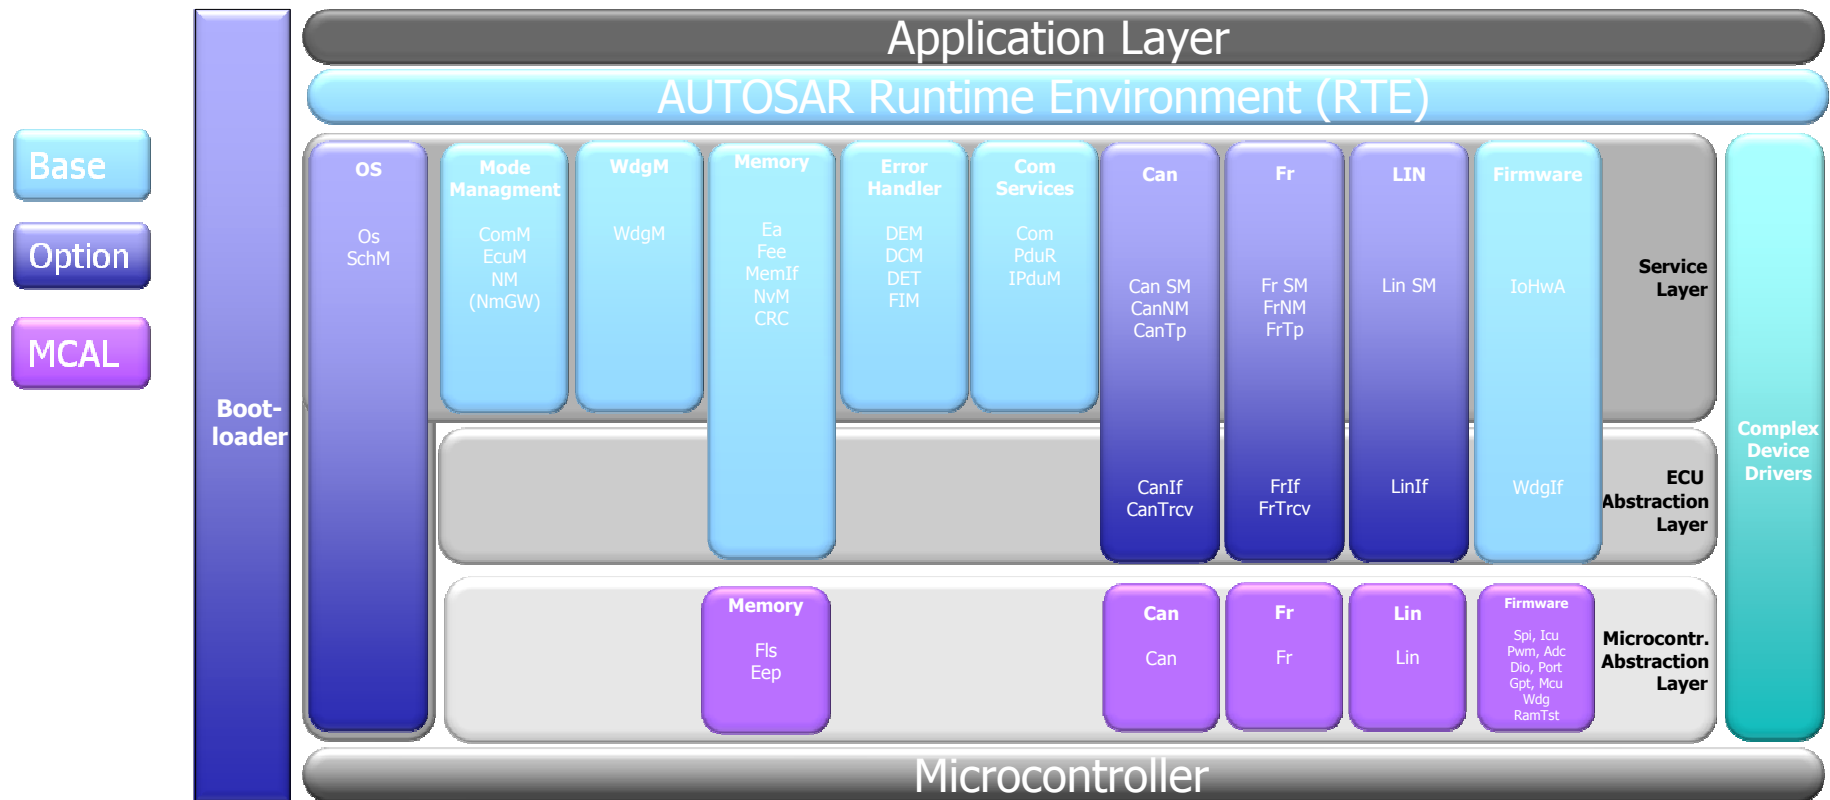 Application Layer
AUTOSAR Runtime Environment (RTE)
Base
Option
MCAL
Boot-
loader
OS
Os
SchM
Mode
Managment
ComM
EcuM
NM
(NmGW)
WdgM
WdgM
Memory
Ea
Fee
MemIf
NvM
CRC
Error
Handler
DEM
DCM
DET
FIM
Com
Services
Com
PduR
IPduM
Can
Can SM
CanNM
CanTp
CanIf
CanTrcv
Fr
Fr SM
FrNM
FrTp
FrIf
FrTrcv
LIN
Lin SM
LinIf
Firmware
IoHwA
WdgIf
Service
Layer
ECU
Abstraction
Layer
Memory
Fls
Eep
Can
Can
Fr
Fr
Lin
Lin
Firmware
Spi, Icu
Pwm, Adc
Dio, Port
Gpt, Mcu
Wdg
RamTst
Microcontr.
Abstraction
Layer
Complex
Device
Drivers
Microcontroller